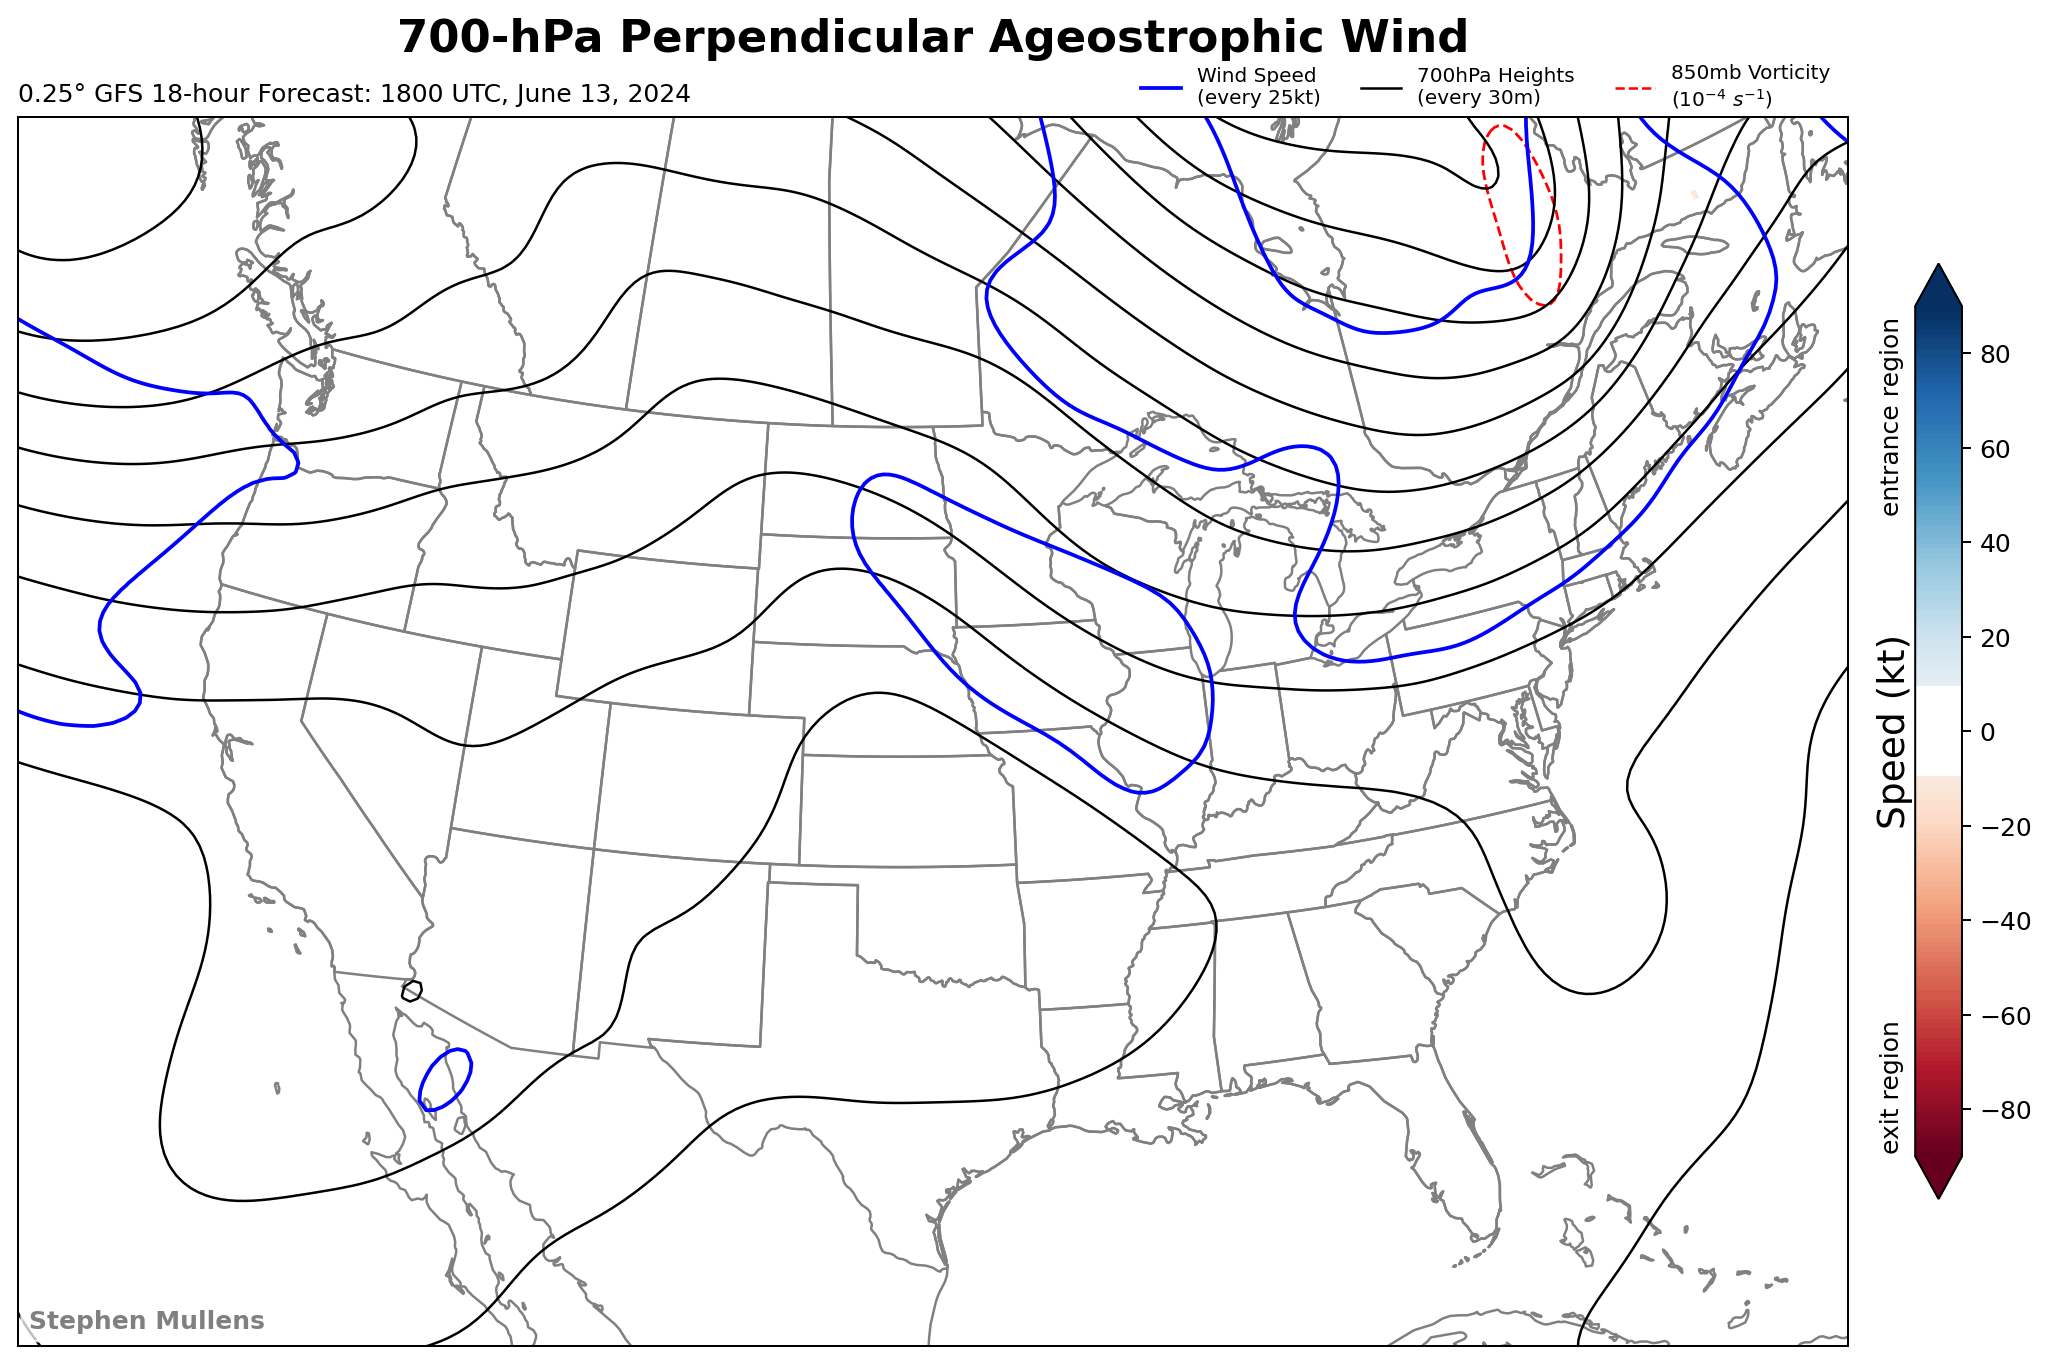 700-hPa Perpendicular Ageostrophic Wind
0.25° GFS 18-hour Forecast: 1800 UTC, June 13, 2024
Wind Speed
(every 25kt)
700hPa Heights
(every 30m)
850mb Vorticity
(10⁻⁴ s⁻¹)
entrance region
Speed (kt)
exit region
80
60
40
20
0
−20
−40
−60
−80
Stephen Mullens